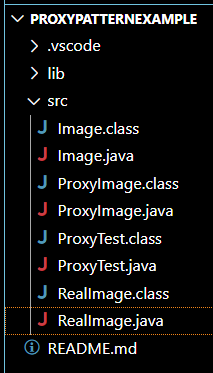 PROXYPATTERNEXAMPLE
.vscode
lib
src
Image.class
Image.java
ProxyImage.class
ProxyImage.java
ProxyTest.class
ProxyTest.java
RealImage.class
RealImage.java
README.md